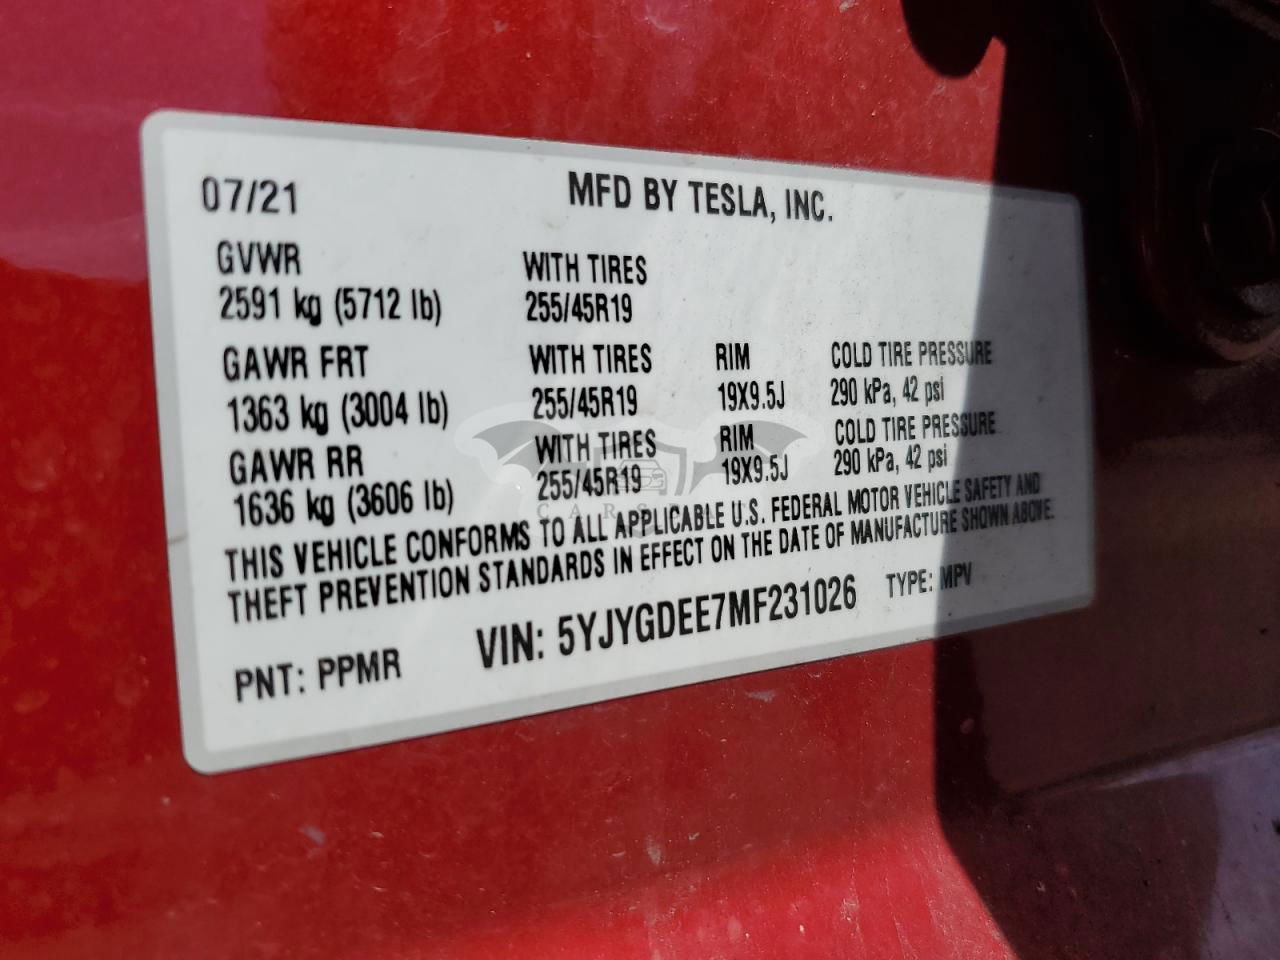 07/21 MFD BY TESLA, INC.
GVWR WITH TIRES
2591 kg (5712 lb) 255/45R19
GAWR FRT WITH TIRES RIM COLD TIRE PRESSURE
1363 kg (3004 lb) 255/45R19 19X9.5J 290 kPa, 42 psi
GAWR RR WITH TIRES RIM COLD TIRE PRESSURE
1636 kg (3606 lb) 255/45R19 19X9.5J 290 kPa, 42 psi
THIS VEHICLE CONFORMS TO ALL APPLICABLE U.S. FEDERAL MOTOR VEHICLE SAFETY AND
THEFT PREVENTION STANDARDS IN EFFECT ON THE DATE OF MANUFACTURE SHOWN ABOVE.
PNT: PPMR VIN: 5YJYGDEE7MF231026 TYPE: MPV